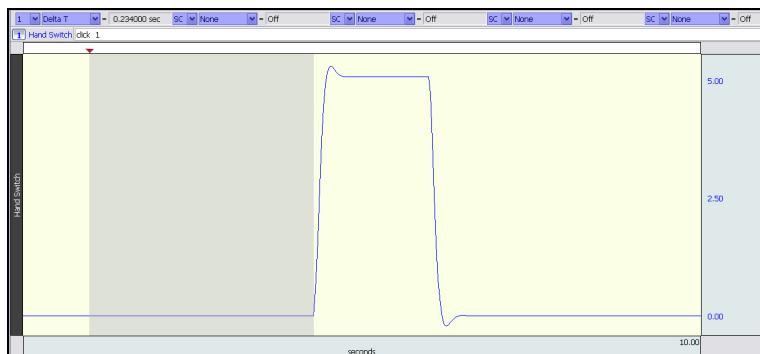 1 Delta T = 0.234000 sec SC None = Off SC None = Off SC None = Off SC None = Off
1 Hand Switch click 1
5.00
Hand Switch
2.50
0.00
10.00
seconds